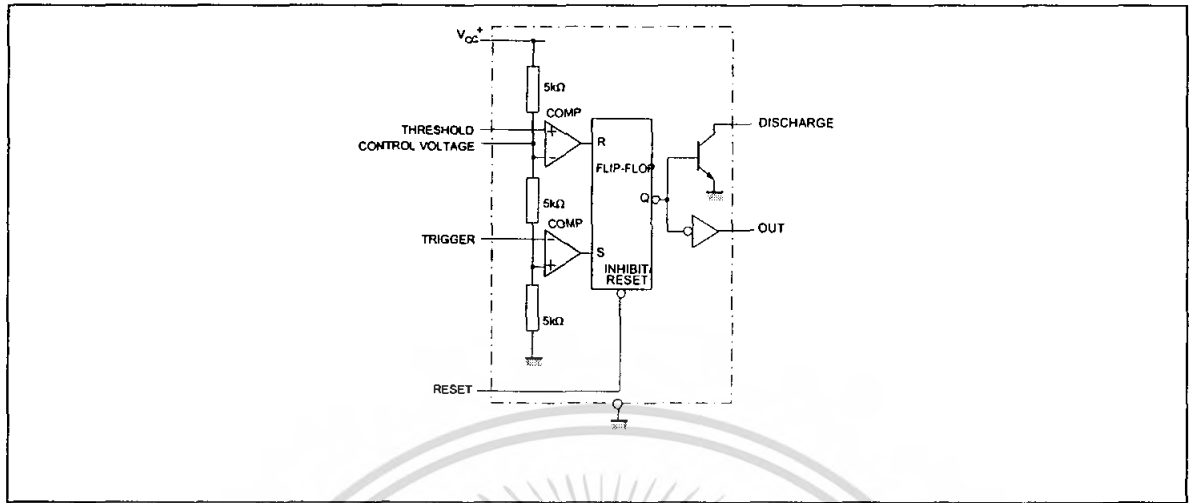 Vcc+
5kΩ
COMP
THRESHOLD
+
DISCHARGE
CONTROL VOLTAGE
-
R
FLIP-FLOP
Q
5kΩ
COMP
TRIGGER
-
OUT
S
+
INHIBIT/
RESET
5kΩ
RESET